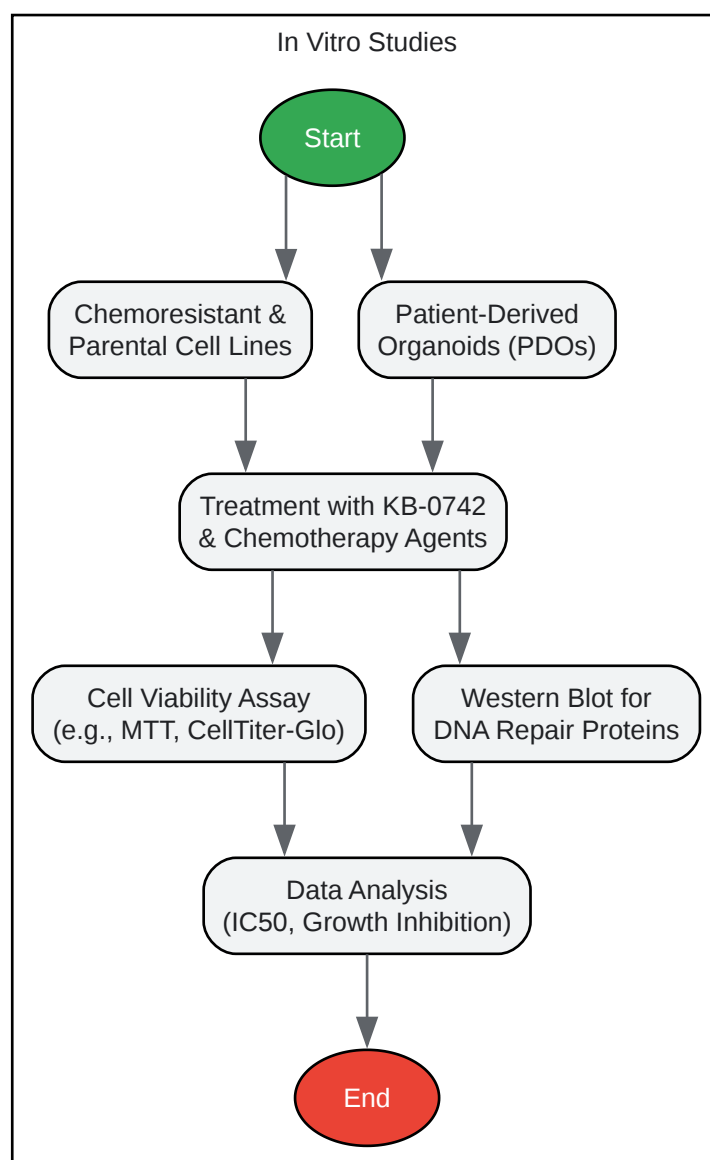 In Vitro Studies
Start
Chemoresistant &
Parental Cell Lines
Patient-Derived
Organoids (PDOs)
Treatment with KB-0742
& Chemotherapy Agents
Cell Viability Assay
(e.g., MTT, CellTiter-Glo)
Western Blot for
DNA Repair Proteins
Data Analysis
(IC50, Growth Inhibition)
End